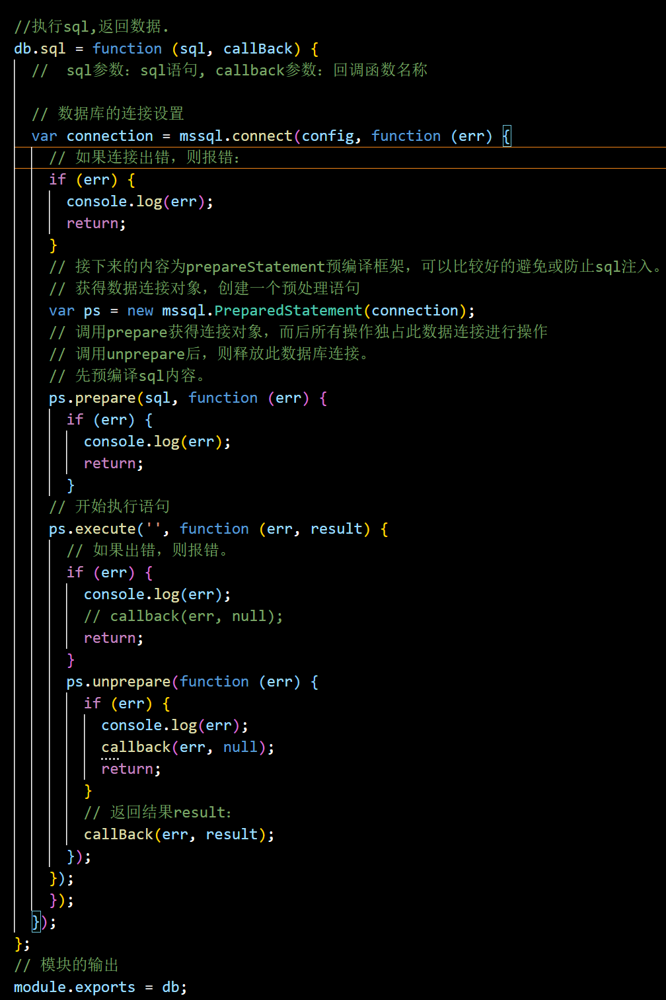 //执行sql,返回数据.
db.sql = function (sql, callBack) {
  //  sql参数：sql语句, callback参数：回调函数名称
  // 数据库的连接设置
  var connection = mssql.connect(config, function (err) {
    // 如果连接出错，则报错：
    if (err) {
      console.log(err);
      return;
    }
    // 接下来的内容为prepareStatement预编译框架，可以比较好的避免或防止sql注入。
    // 获得数据连接对象，创建一个预处理语句
    var ps = new mssql.PreparedStatement(connection);
    // 调用prepare获得连接对象，而后所有操作独占此数据连接进行操作
    // 调用unprepare后，则释放此数据库连接。
    // 先预编译sql内容。
    ps.prepare(sql, function (err) {
      if (err) {
        console.log(err);
        return;
      }
    // 开始执行语句
    ps.execute('', function (err, result) {
      // 如果出错，则报错。
      if (err) {
        console.log(err);
        // callback(err, null);
        return;
      }
      ps.unprepare(function (err) {
        if (err) {
          console.log(err);
          callback(err, null);
          return;
        }
        // 返回结果result：
        callBack(err, result);
      });
    });
    });
  });
};
// 模块的输出
module.exports = db;